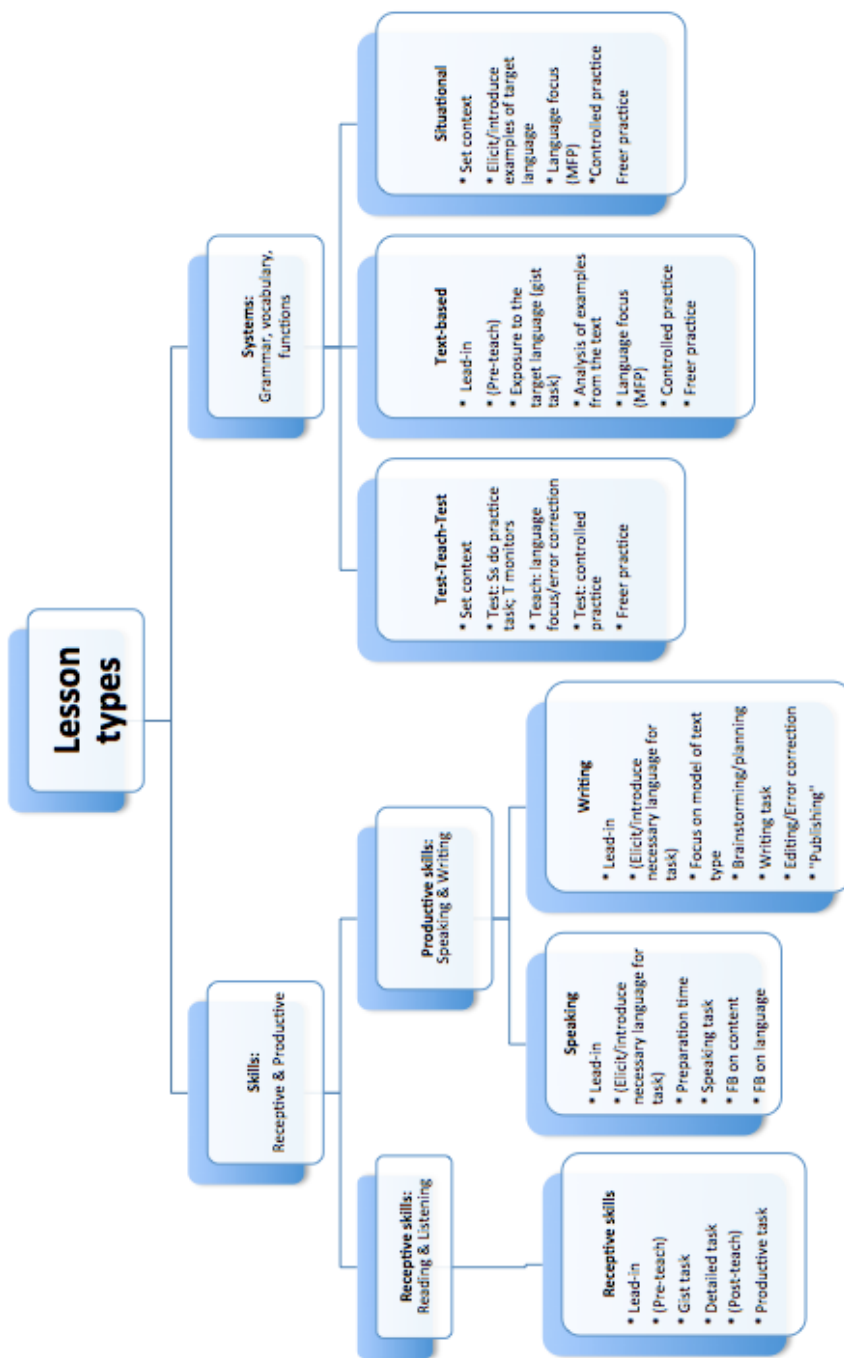 Lesson
types
Skills:
Receptive & Productive
Systems:
Grammar, vocabulary,
functions
Receptive skills:
Reading & Listening
Productive skills:
Speaking & Writing
Receptive skills
* Lead-in
* (Pre-teach)
* Gist task
* Detailed task
* (Post-teach)
* Productive task
Speaking
* Lead-in
* (Elicit/introduce
necessary language for
task)
* Preparation time
* Speaking task
* FB on content
* FB on language
Writing
* Lead-in
* (Elicit/introduce
necessary language for
task)
* Focus on model of text
type
* Brainstorming/planning
* Writing task
* Editing/Error correction
* "Publishing"
Test-Teach-Test
* Set context
* Test: Ss do practice
task; T monitors
* Teach: language
focus/error correction
* Test: controlled
practice
* Freer practice
Text-based
* Lead-in
* (Pre-teach)
* Exposure to the
target language (gist
task)
* Analysis of examples
from the text
* Language focus
(MFP)
* Controlled practice
* Freer practice
Situational
* Set context
* Elicit/introduce
examples of target
language
* Language focus
(MFP)
*Controlled practice
Freer practice